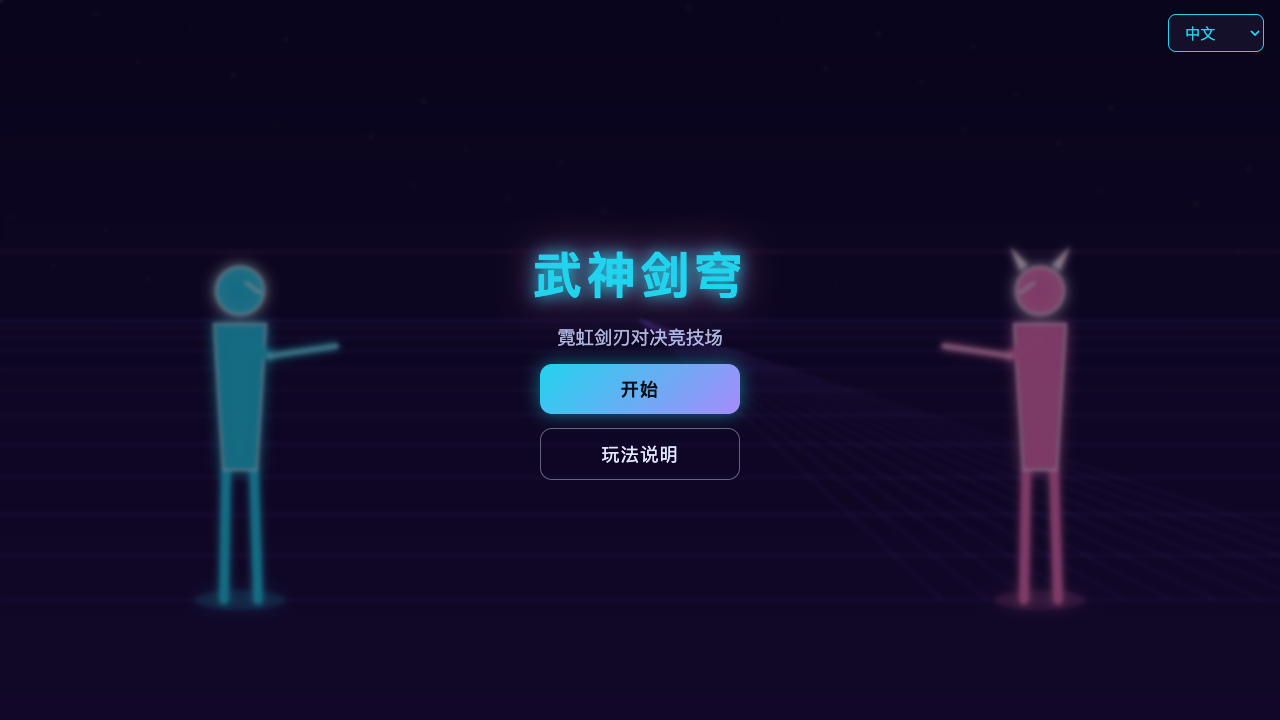 中文
武神剑穹
霓虹剑刃对决竞技场
开始
玩法说明